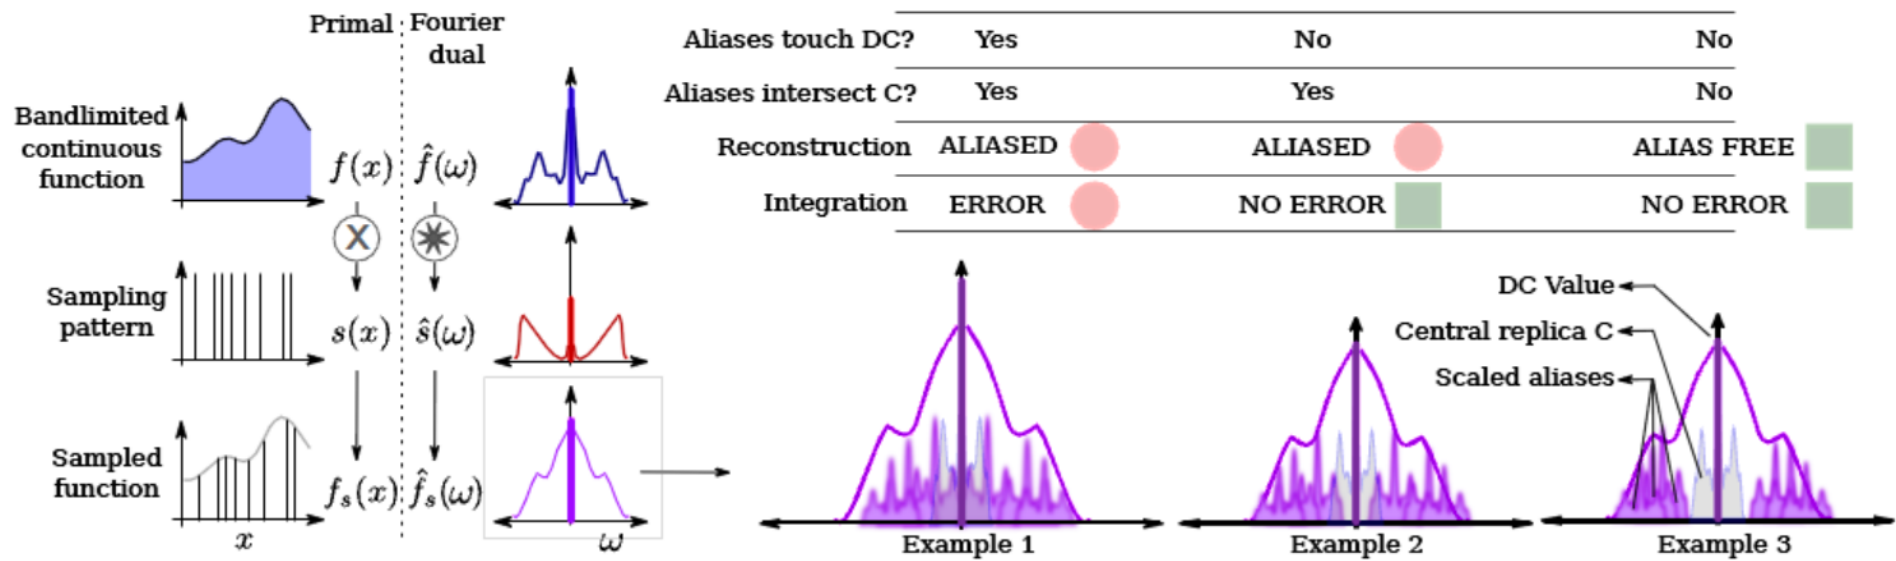 Primal
Fourier
dual
Bandlimited
continuous
function
f(x)
f̂(ω)
X
Sampling
pattern
s(x)
ŝ(ω)
Sampled
function
fₛ(x)
f̂ₛ(ω)
x
ω
Aliases touch DC? Yes No No
Aliases intersect C? Yes Yes No
Reconstruction ALIASED ALIASED ALIAS FREE
Integration ERROR NO ERROR NO ERROR
DC Value
Central replica C
Scaled aliases
Example 1
Example 2
Example 3